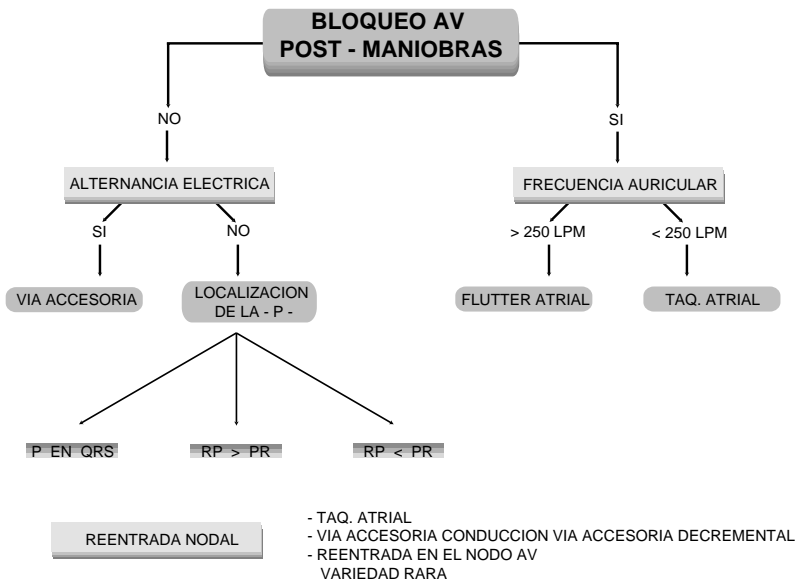 BLOQUEO AV
POST - MANIOBRAS
NO
SI
ALTERNANCIA ELECTRICA
FRECUENCIA AURICULAR
SI
NO
> 250 LPM
< 250 LPM
VIA ACCESORIA
LOCALIZACION
DE LA - P -
FLUTTER ATRIAL
TAQ. ATRIAL
P EN QRS
RP > PR
RP < PR
REENTRADA NODAL
- TAQ. ATRIAL
- VIA ACCESORIA CONDUCCION VIA ACCESORIA DECREMENTAL
- REENTRADA EN EL NODO AV
VARIEDAD RARA